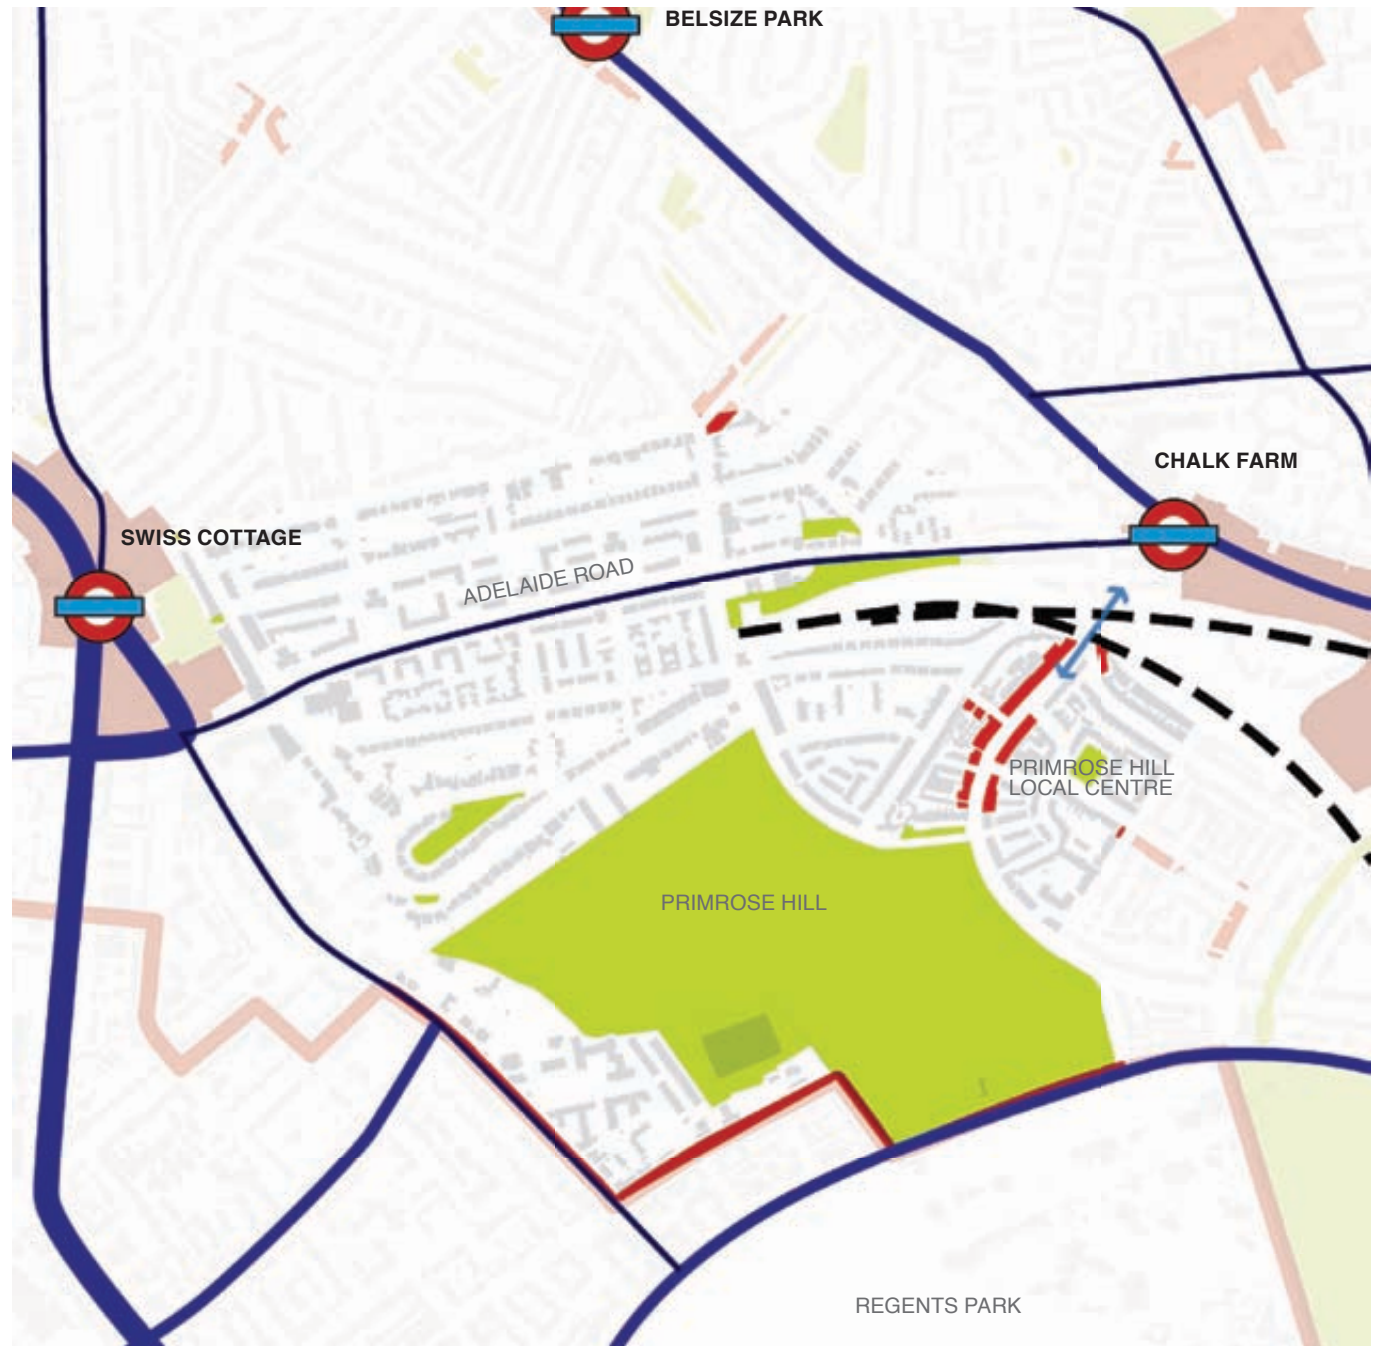 BELSIZE PARK
CHALK FARM
SWISS COTTAGE
ADELAIDE ROAD
PRIMROSE HILL
LOCAL CENTRE
PRIMROSE HILL
REGENTS PARK